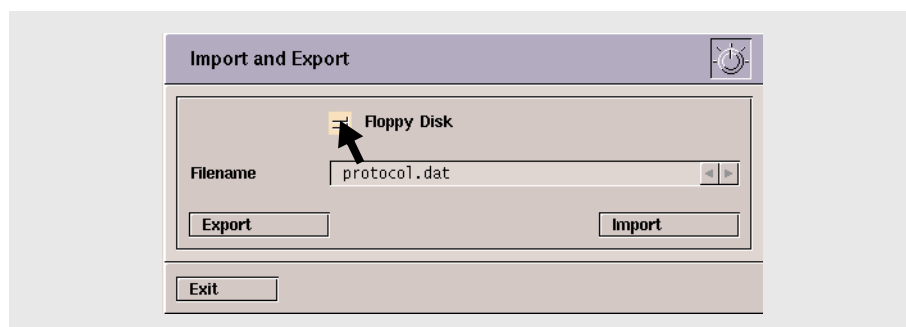 Import and Export
Floppy Disk
Filename protocol.dat
Export Import
Exit